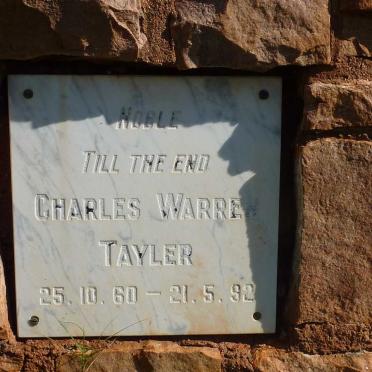 Noble
Till the end
Charles Warren
Tayler
25.10.60 – 21.5.92